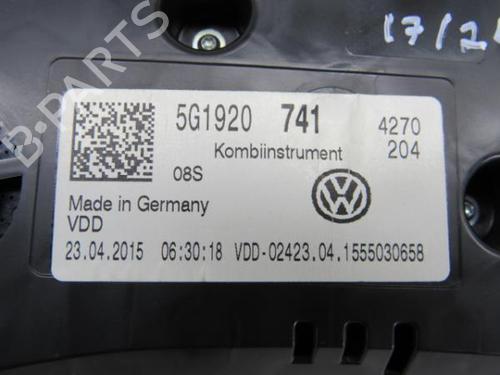 17/2
B-PARTS
5G1920 741 4270
Kombiinstrument 204
08S
Made in Germany
VDD
23.04.2015 06:30:18 VDD-02423.04.1555030658